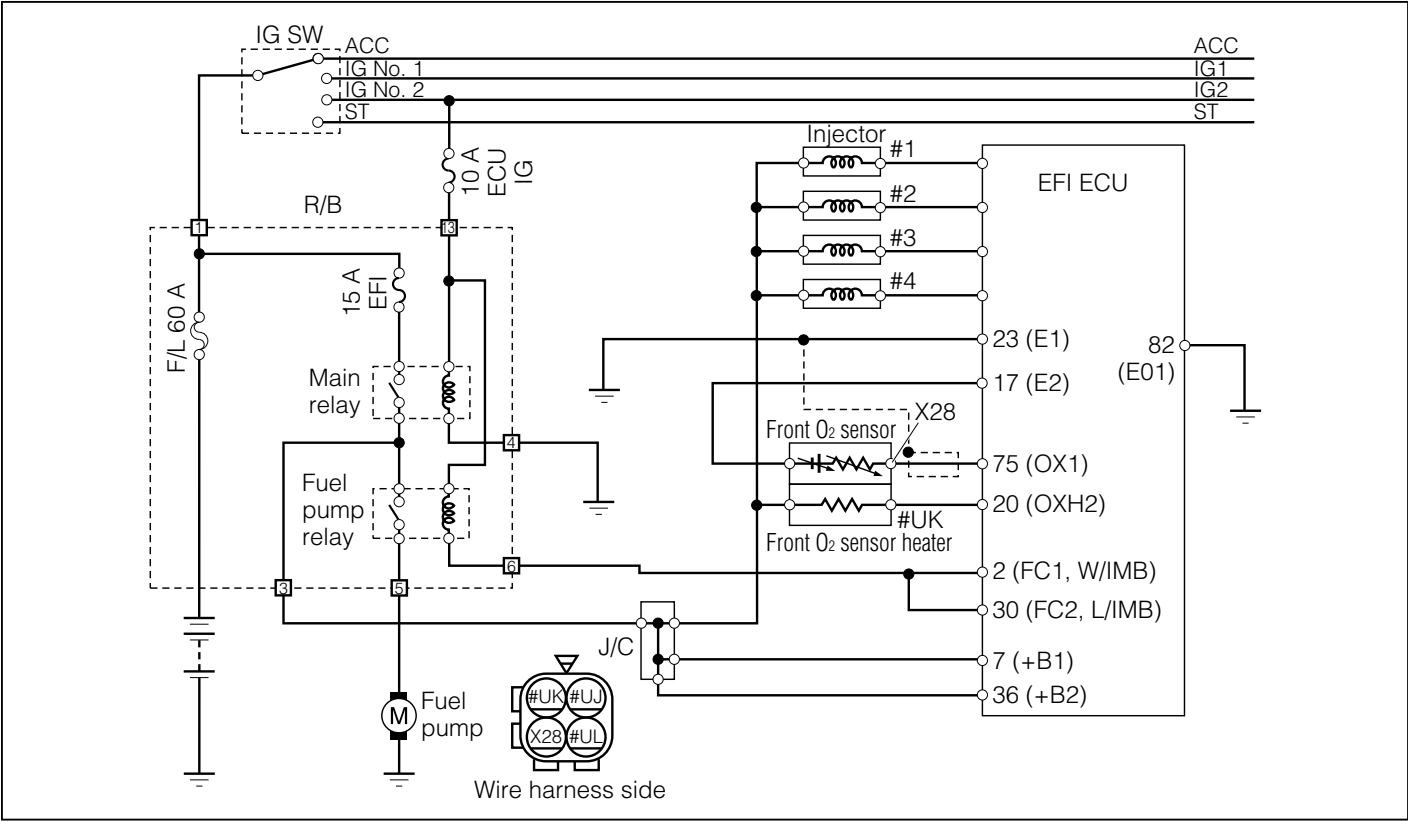 IG SW
ACC
ACC
IG No. 1
IG1
IG No. 2
IG2
ST
ST
10 A
ECU
IG
Injector
#1
EFI ECU
#2
#3
#4
R/B
1
13
15 A
EFI
F/L 60 A
23 (E1)
82
(E01)
17 (E2)
Main
relay
X28
Front O2 sensor
4
75 (OX1)
Fuel
pump
relay
20 (OXH2)
#UK
Front O2 sensor heater
6
2 (FC1, W/IMB)
3
5
30 (FC2, L/IMB)
J/C
7 (+B1)
36 (+B2)
M
Fuel
pump
#UK
#UJ
X28
#UL
Wire harness side